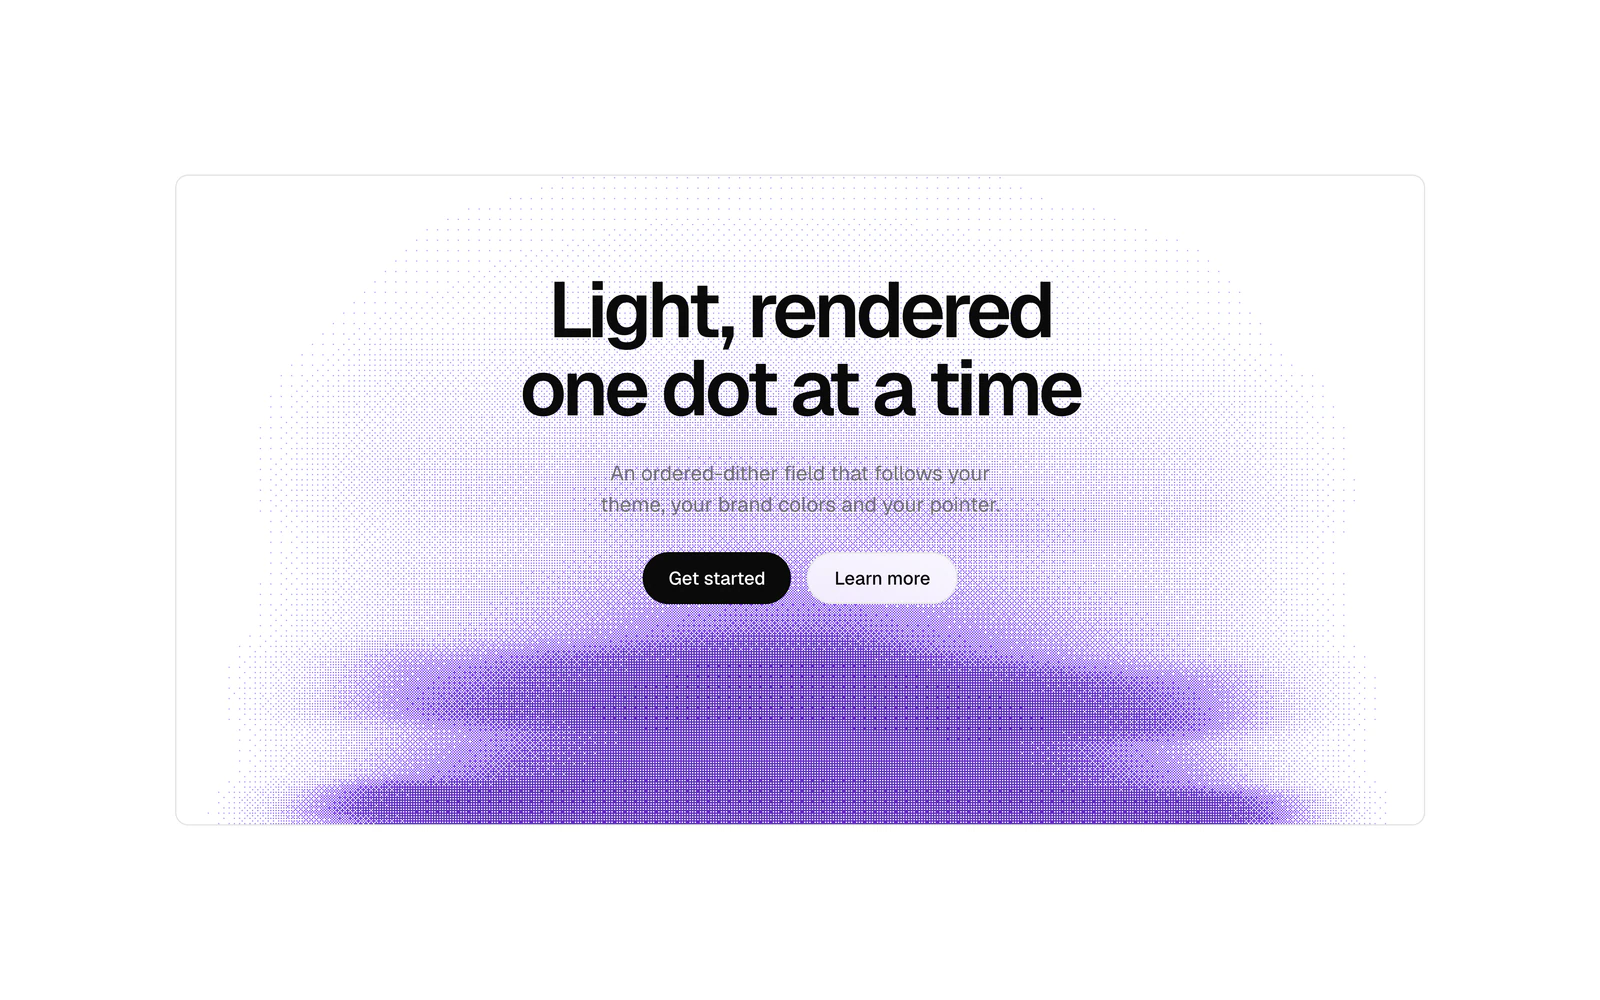 Light, rendered
one dot at a time
An ordered-dither field that follows your
theme, your brand colors and your pointer.
Get started
Learn more